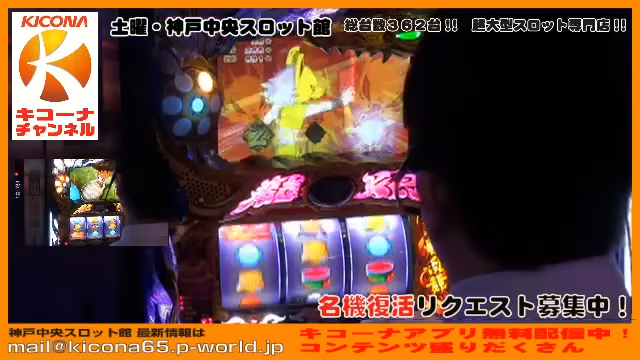 KICONA
キコーナ
チャンネル
土曜・神戸中央スロット館 総台数362台!! 超大型スロット専門店!!
名機復活リクエスト募集中!
神戸中央スロット館 最新情報は
mail@kicona65.p-world.jp
キコーナアプリ無料配信中!
コンテンツ盛りだくさん